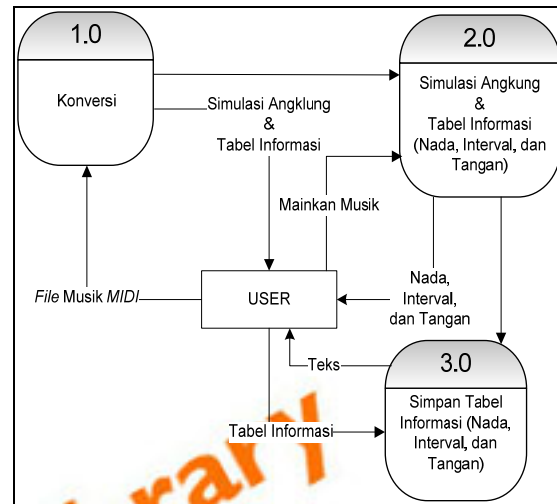 1.0
Konversi
2.0
Simulasi Angkung
&
Tabel Informasi
(Nada, Interval, dan
Tangan)
Simulasi Angklung
&
Tabel Informasi
Mainkan Musik
File Musik MIDI
USER
Nada,
Interval,
dan Tangan
Teks
Tabel Informasi
3.0
Simpan Tabel
Informasi (Nada,
Interval, dan
Tangan)